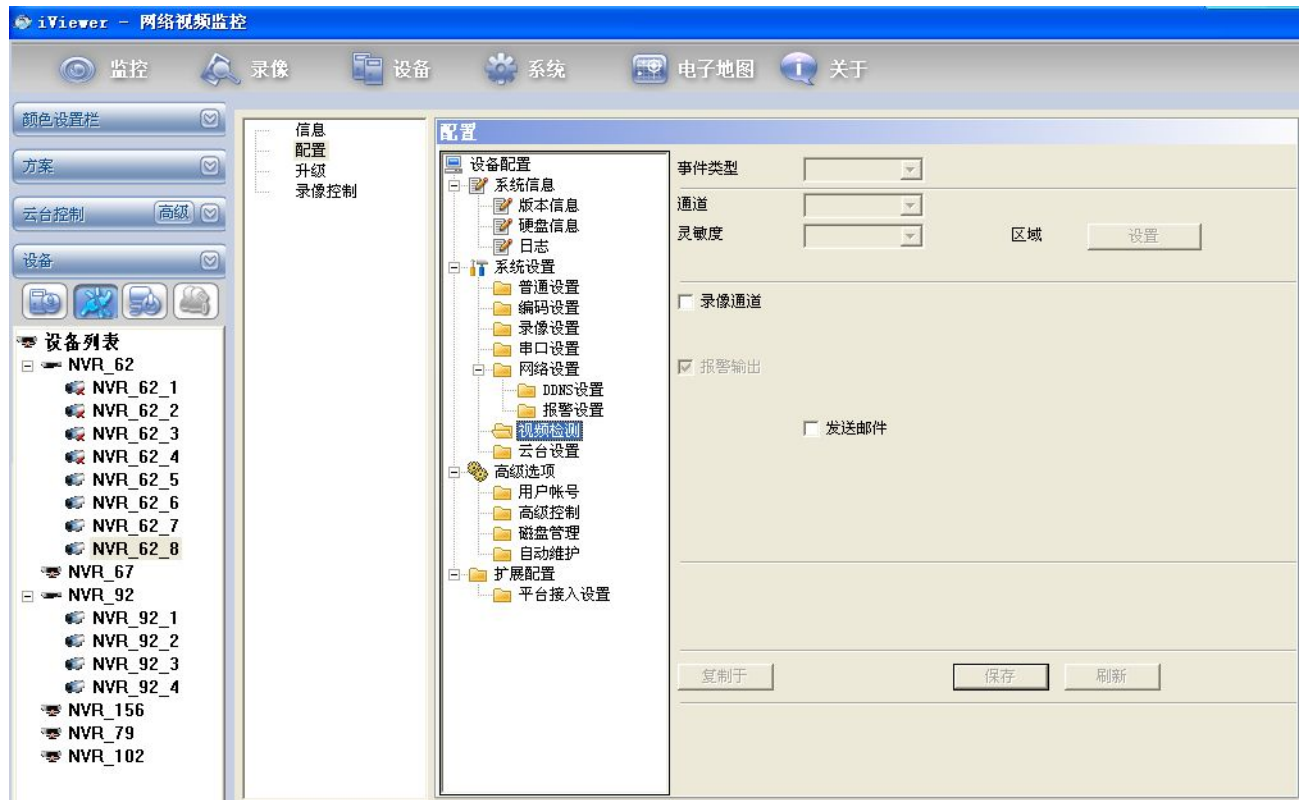 iViewer - 网络视频监控
监控 录像 设备 系统 电子地图 关于
颜色设置栏
方案
云台控制 高级
设备
设备列表
NVR_62
NVR_62_1
NVR_62_2
NVR_62_3
NVR_62_4
NVR_62_5
NVR_62_6
NVR_62_7
NVR_62_8
NVR_67
NVR_92
NVR_92_1
NVR_92_2
NVR_92_3
NVR_92_4
NVR_156
NVR_79
NVR_102
信息
配置
升级
录像控制
配置
设备配置
系统信息
版本信息
硬盘信息
日志
系统设置
普通设置
编码设置
录像设置
串口设置
网络设置
DDNS设置
报警设置
视频检测
云台设置
高级选项
用户帐号
高级控制
磁盘管理
自动维护
扩展配置
平台接入设置
事件类型
通道
灵敏度 区域 设置
录像通道
报警输出
发送邮件
复制于 保存 刷新